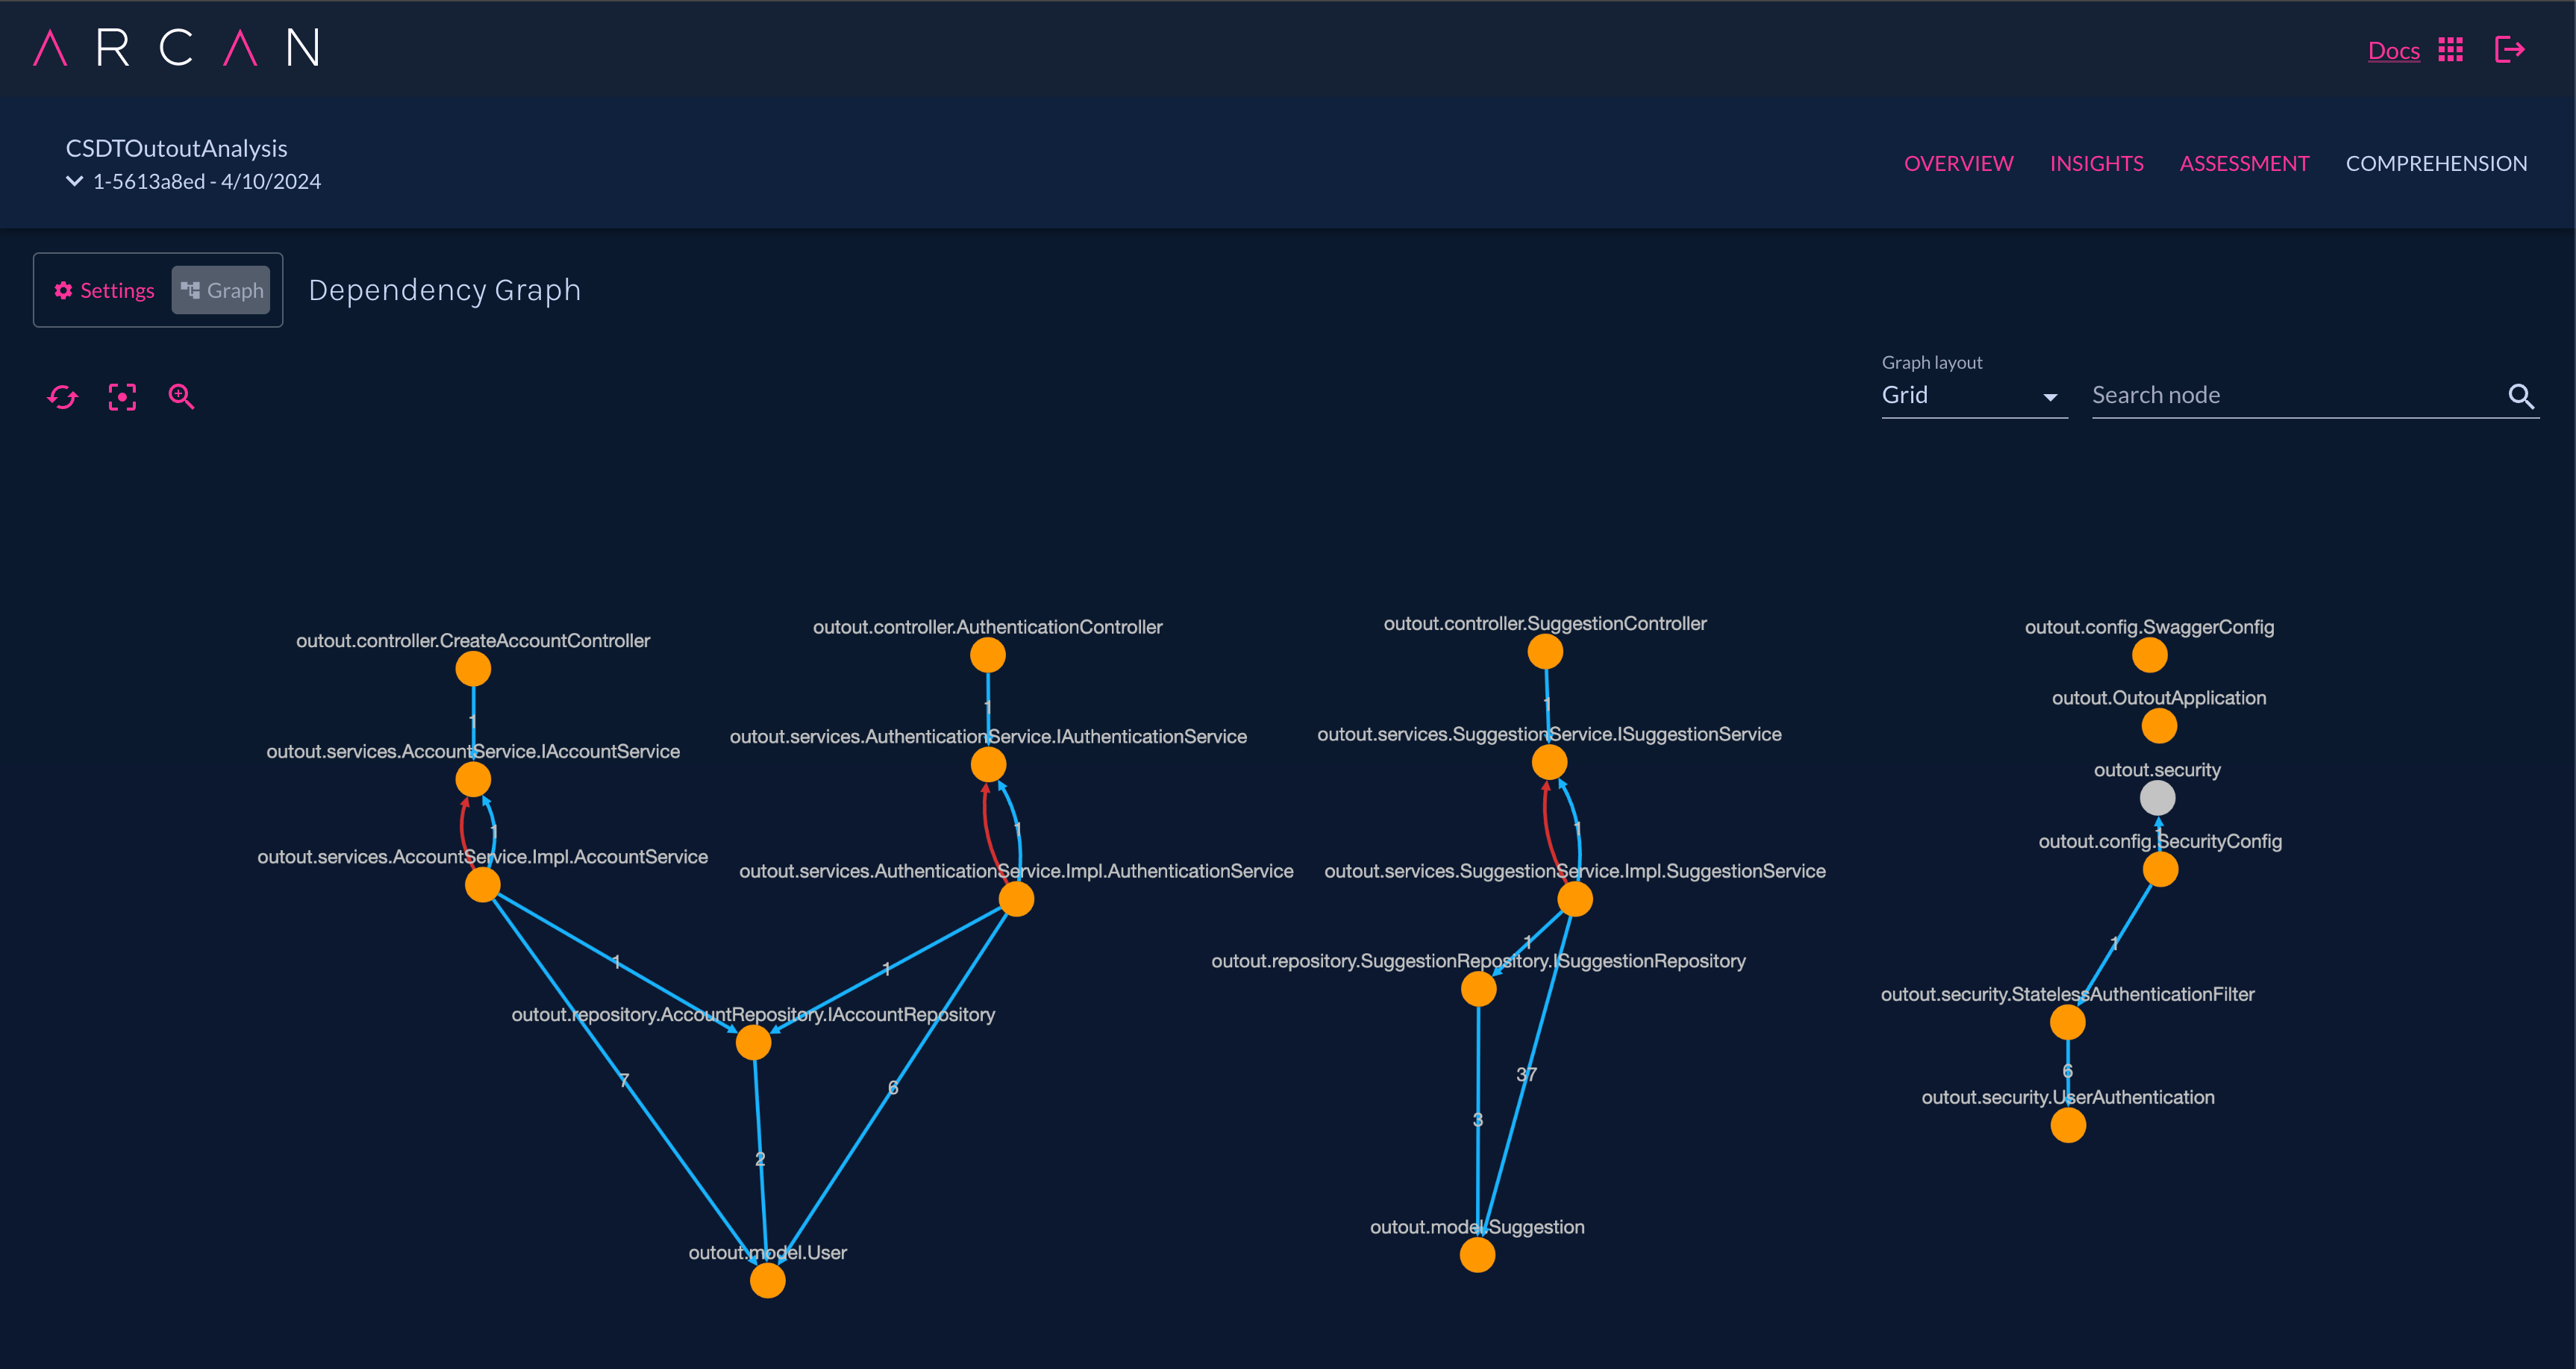 ARCAN
Docs
CSDTOutoutAnalysis
1-5613a8ed - 4/10/2024
OVERVIEW INSIGHTS ASSESSMENT COMPREHENSION
Settings Graph Dependency Graph
Graph layout
Grid
Search node
outout.controller.CreateAccountController
1
outout.services.AccountService.IAccountService
1
outout.services.AccountService.Impl.AccountService
outout.controller.AuthenticationController
1
outout.services.AuthenticationService.IAuthenticationService
1
outout.services.AuthenticationService.Impl.AuthenticationService
1
1
outout.repository.AccountRepository.IAccountRepository
7
6
2
outout.model.User
outout.controller.SuggestionController
1
outout.services.SuggestionService.ISuggestionService
1
outout.services.SuggestionService.Impl.SuggestionService
1
outout.repository.SuggestionRepository.ISuggestionRepository
37
3
outout.model.Suggestion
outout.config.SwaggerConfig
outout.OutoutApplication
outout.security
1
outout.config.SecurityConfig
1
outout.security.StatelessAuthenticationFilter
6
outout.security.UserAuthentication